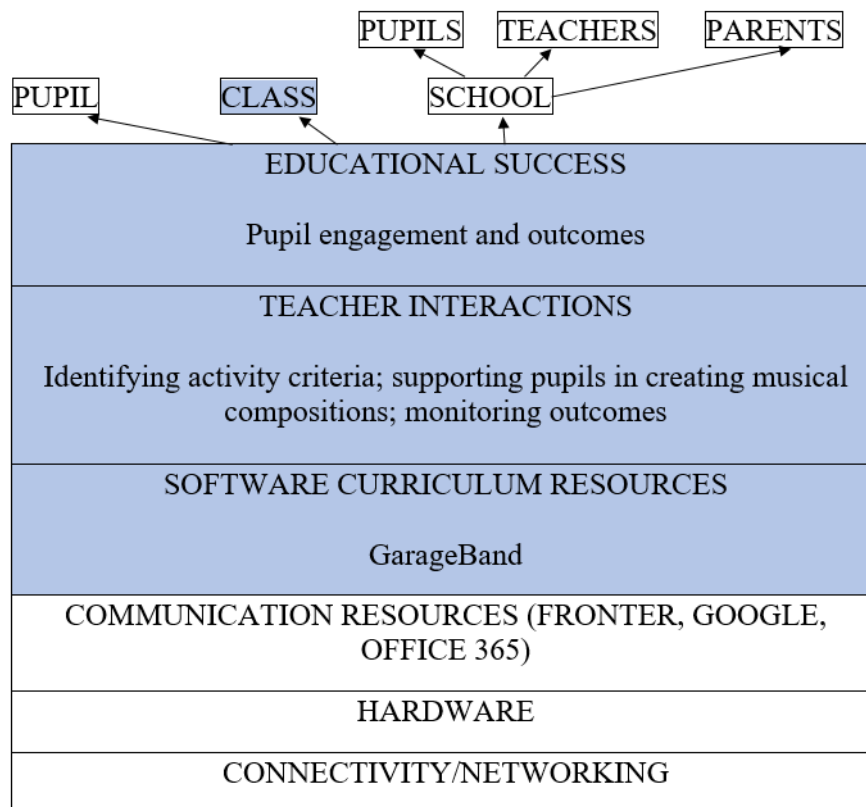 PUPILS
TEACHERS
PARENTS
PUPIL
CLASS
SCHOOL
EDUCATIONAL SUCCESS
Pupil engagement and outcomes
TEACHER INTERACTIONS
Identifying activity criteria; supporting pupils in creating musical
compositions; monitoring outcomes
SOFTWARE CURRICULUM RESOURCES
GarageBand
COMMUNICATION RESOURCES (FRONTER, GOOGLE,
OFFICE 365)
HARDWARE
CONNECTIVITY/NETWORKING